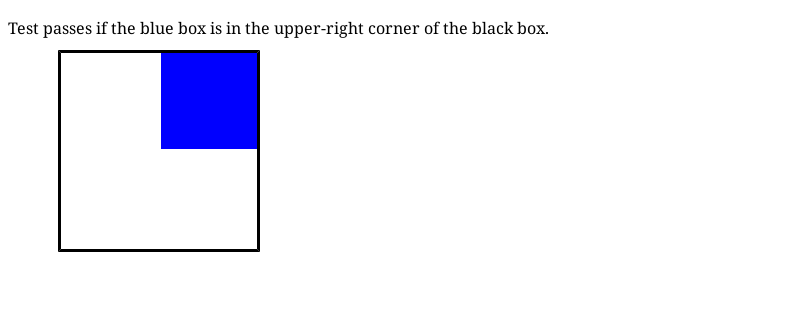 Test passes if the blue box is in the upper-right corner of the black box.